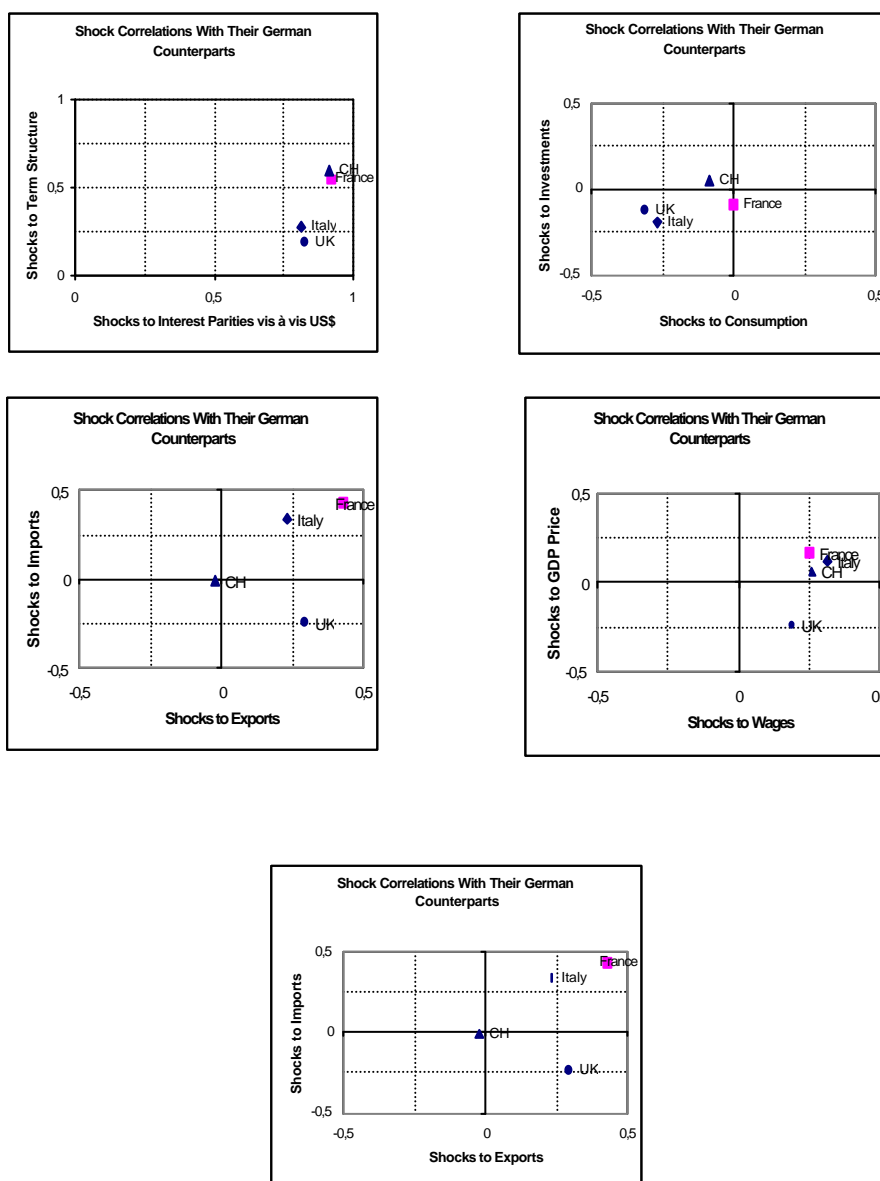 Shock Correlations With Their German
Counterparts
Shocks to Term Structure
1
0,5
0
CH
France
Italy
UK
0
0,5
1
Shocks to Interest Parities vis à vis US$
Shock Correlations With Their German
Counterparts
Shocks to Investments
0,5
0
-0,5
CH
UK
France
Italy
-0,5
0
0,5
Shocks to Consumption
Shock Correlations With Their German
Counterparts
Shocks to Imports
0,5
0
-0,5
France
Italy
CH
UK
-0,5
0
0,5
Shocks to Exports
Shock Correlations With Their German
Counterparts
Shocks to GDP Price
0,5
0
-0,5
France
Italy
CH
UK
-0,5
0
Shocks to Wages
Shock Correlations With Their German
Counterparts
Shocks to Imports
0,5
0
-0,5
France
Italy
CH
UK
-0,5
0
0,5
Shocks to Exports